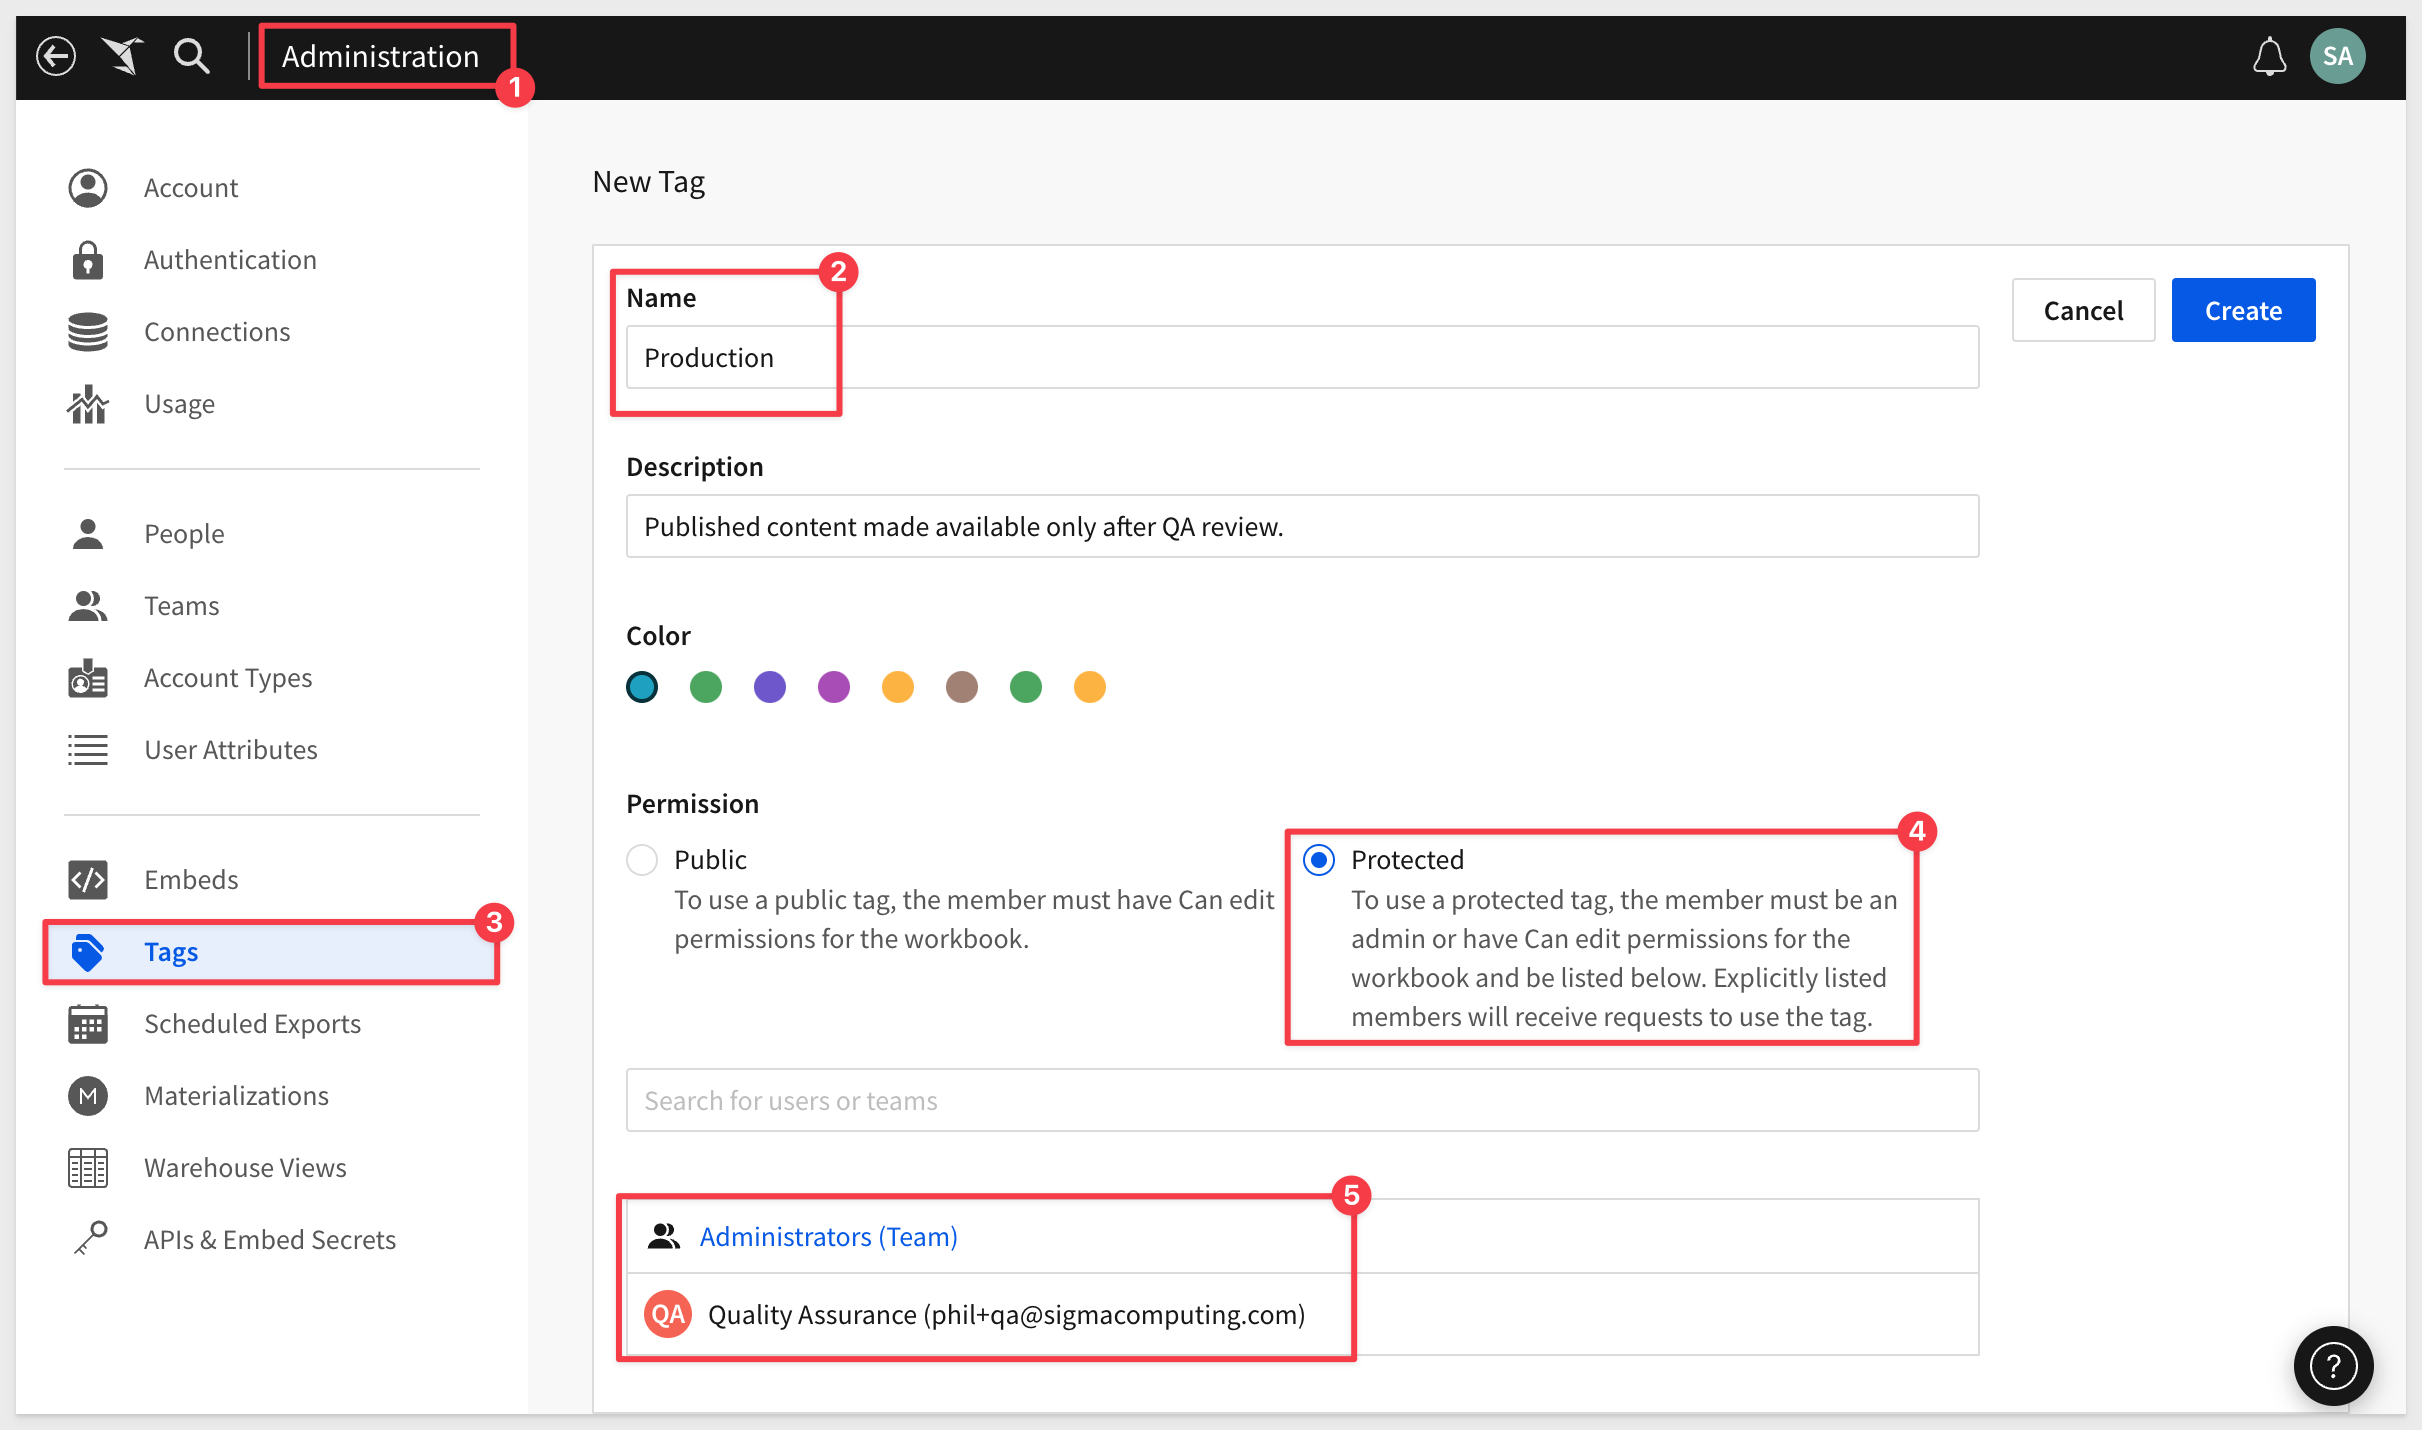 Administration
1
SA
Account
Authentication
Connections
Usage
People
Teams
Account Types
User Attributes
Embeds
3
Tags
Scheduled Exports
M
Materializations
Warehouse Views
APIs & Embed Secrets
New Tag
2
Name
Production
Cancel
Create
Description
Published content made available only after QA review.
Color
Permission
Public
To use a public tag, the member must have Can edit
permissions for the workbook.
4
Protected
To use a protected tag, the member must be an
admin or have Can edit permissions for the
workbook and be listed below. Explicitly listed
members will receive requests to use the tag.
Search for users or teams
5
Administrators (Team)
QA
Quality Assurance (phil+qa@sigmacomputing.com)
?